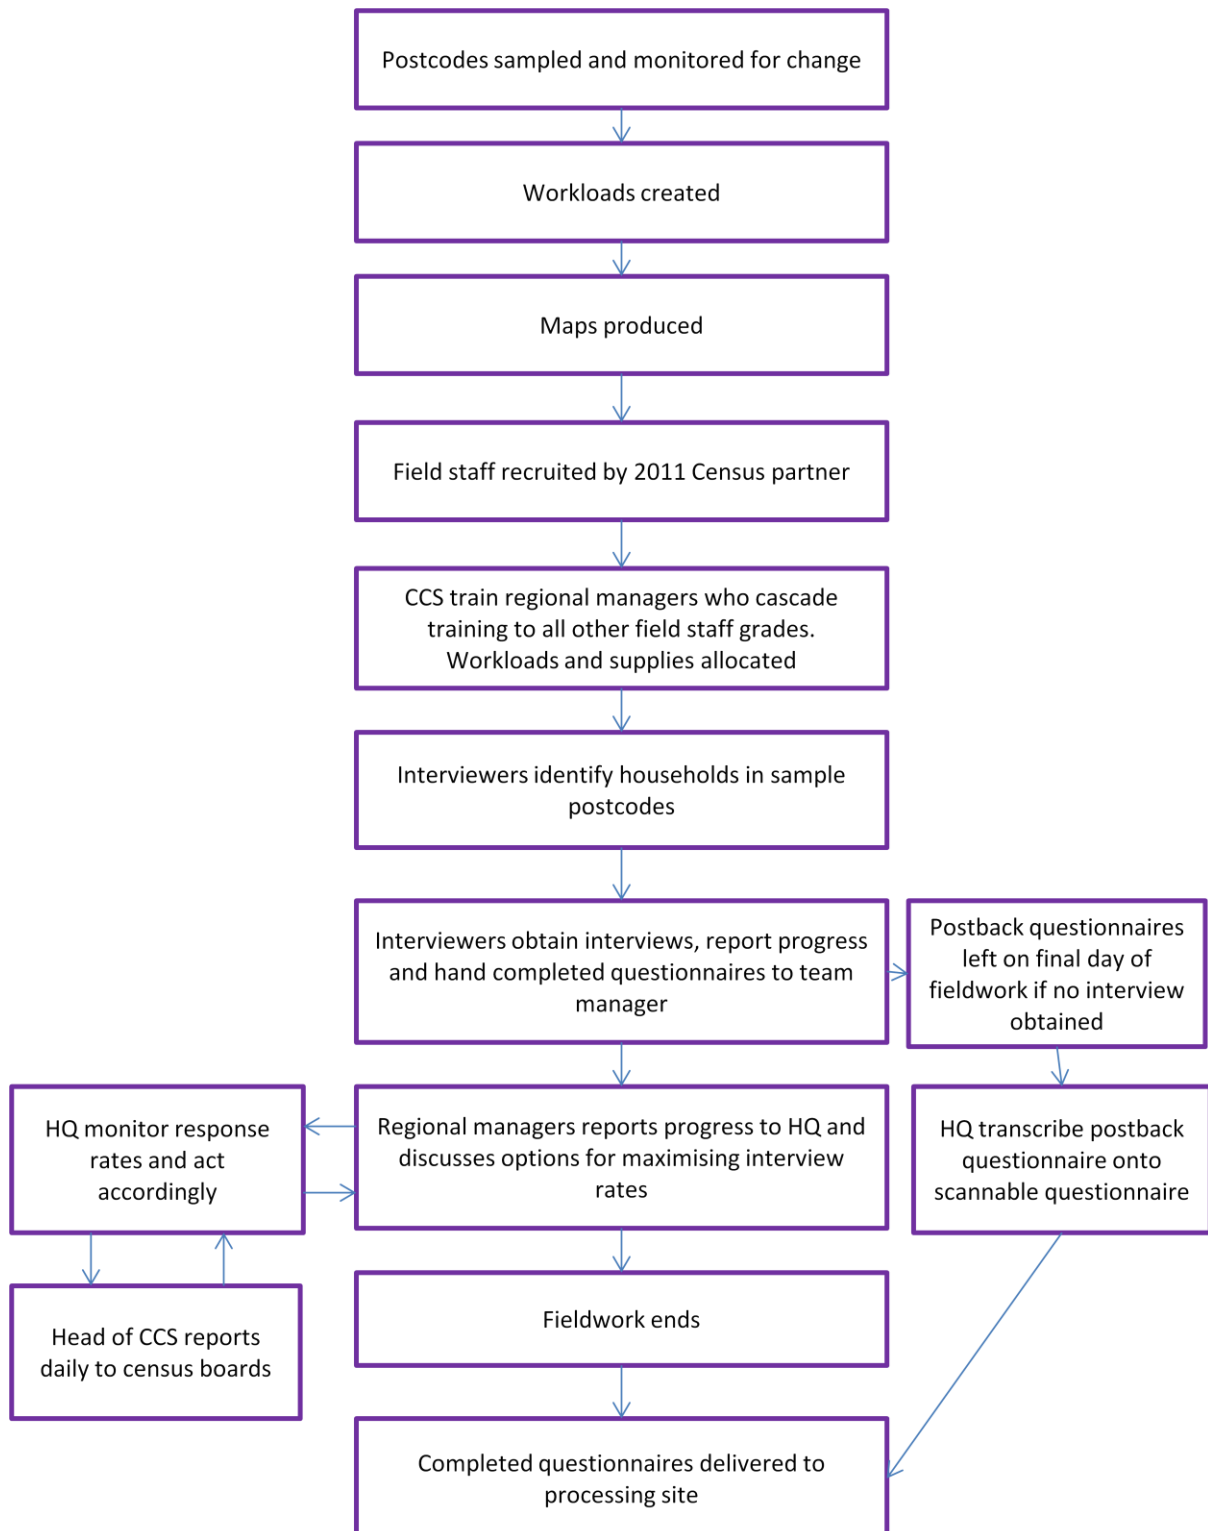 Postcodes sampled and monitored for change
Workloads created
Maps produced
Field staff recruited by 2011 Census partner
CCS train regional managers who cascade
training to all other field staff grades.
Workloads and supplies allocated
Interviewers identify households in sample
postcodes
Interviewers obtain interviews, report progress
and hand completed questionnaires to team
manager
Postback questionnaires
left on final day of
fieldwork if no interview
obtained
HQ monitor response
rates and act
accordingly
Regional managers reports progress to HQ and
discusses options for maximising interview
rates
HQ transcribe postback
questionnaire onto
scannable questionnaire
Head of CCS reports
daily to census boards
Fieldwork ends
Completed questionnaires delivered to
processing site